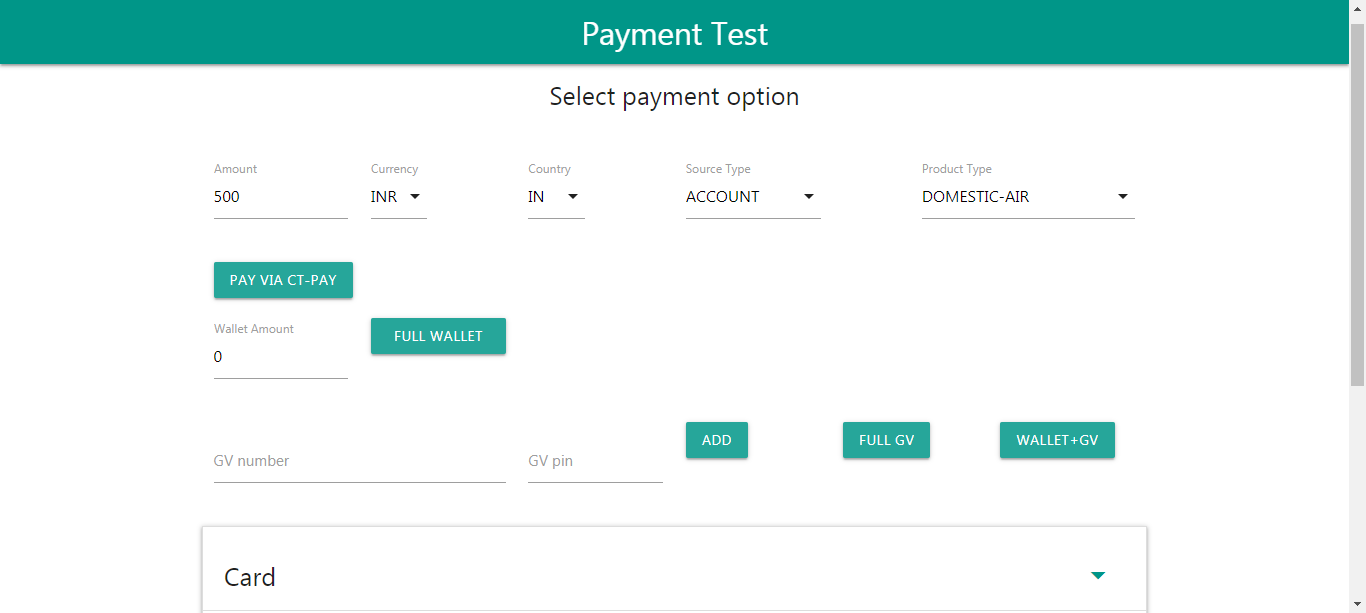 Payment Test
Select payment option
Amount Currency Country Source Type Product Type
500 INR IN ACCOUNT DOMESTIC-AIR
PAY VIA CT-PAY
Wallet Amount
0
FULL WALLET
GV number GV pin ADD FULL GV WALLET+GV
Card